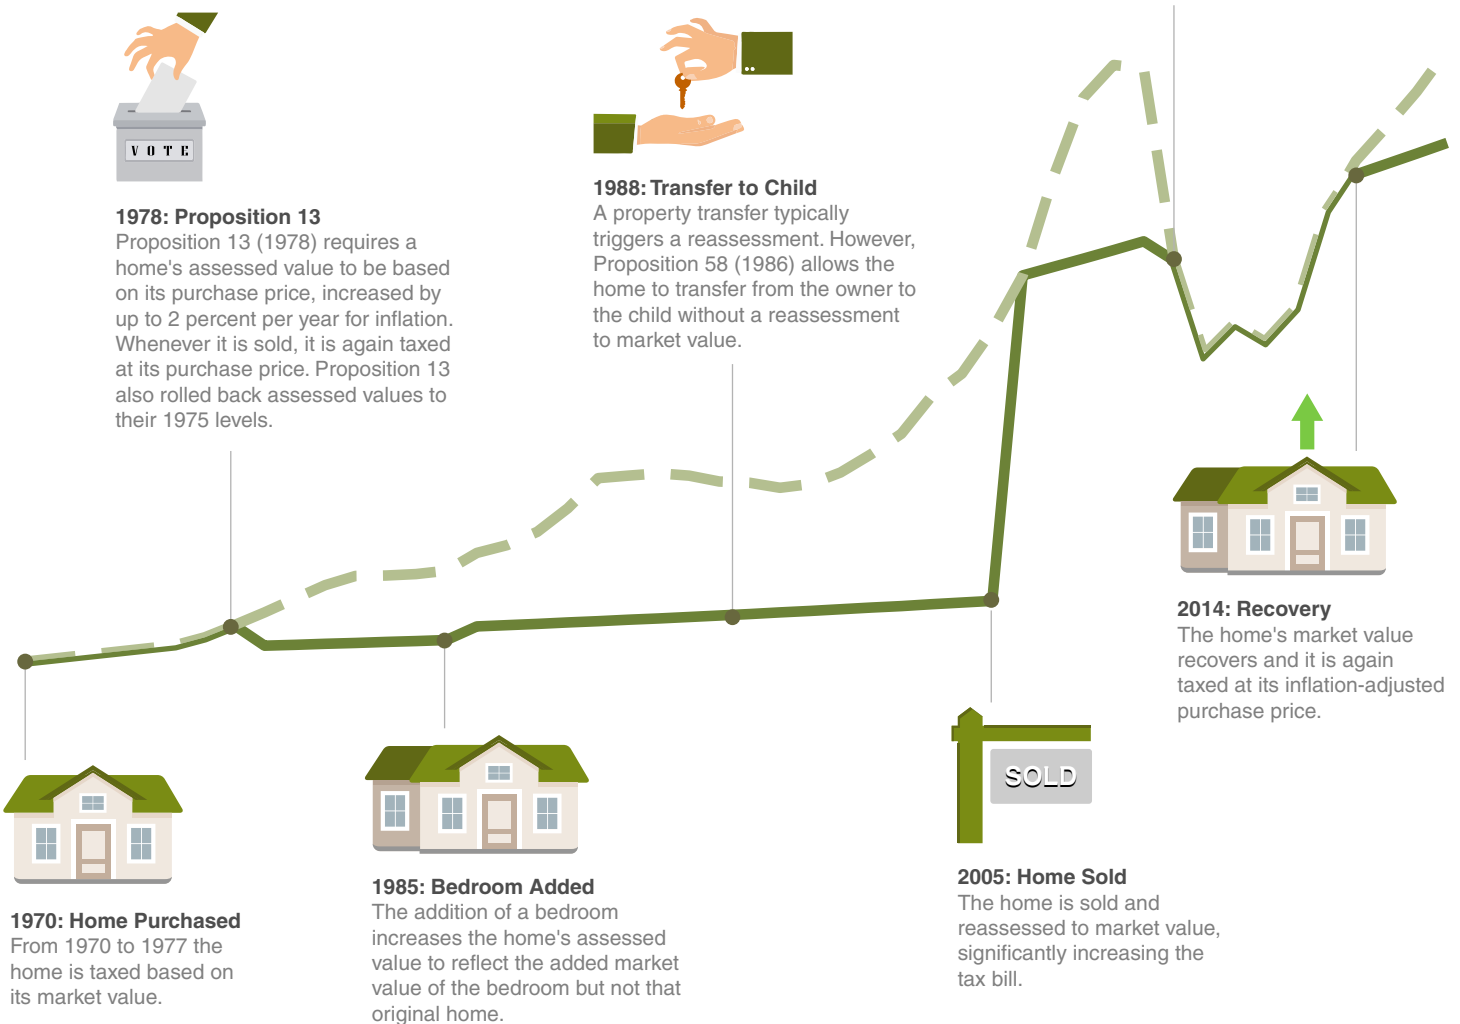 VOTE
1978: Proposition 13
Proposition 13 (1978) requires a
home's assessed value to be based
on its purchase price, increased by
up to 2 percent per year for inflation.
Whenever it is sold, it is again taxed
at its purchase price. Proposition 13
also rolled back assessed values to
their 1975 levels.
1988: Transfer to Child
A property transfer typically
triggers a reassessment. However,
Proposition 58 (1986) allows the
home to transfer from the owner to
the child without a reassessment
to market value.
2014: Recovery
The home's market value
recovers and it is again
taxed at its inflation-adjusted
purchase price.
1970: Home Purchased
From 1970 to 1977 the
home is taxed based on
its market value.
1985: Bedroom Added
The addition of a bedroom
increases the home's assessed
value to reflect the added market
value of the bedroom but not that
original home.
SOLD
2005: Home Sold
The home is sold and
reassessed to market value,
significantly increasing the
tax bill.